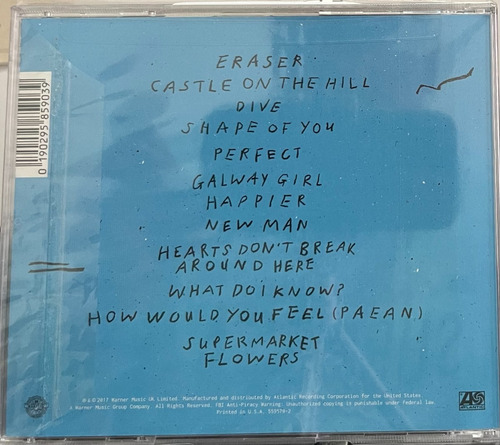 ERASER
CASTLE ON THE HILL
DIVE
SHAPE OF YOU
PERFECT
GALWAY GIRL
HAPPIER
NEW MAN
HEARTS DON'T BREAK
AROUND HERE
WHAT DO I KNOW?
HOW WOULD YOU FEEL (PAEAN)
SUPERMARKET
FLOWERS
0 190295 859039
℗ & © 2017 Warner Music UK Limited. Manufactured and distributed by Atlantic Recording Corporation for the United States
A Warner Music Group Company. All Rights Reserved. FBI Anti-Piracy Warning: Unauthorized copying is punishable under federal law.
Printed in U.S.A. 559570-2
ATLANTIC